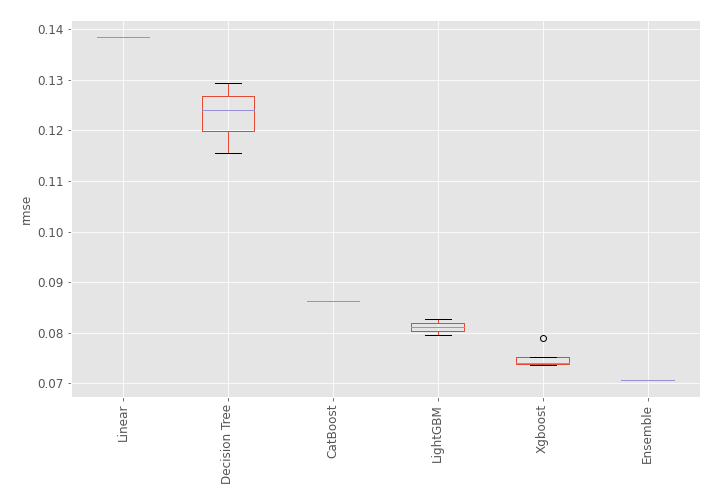 0.14
0.13
0.12
0.11
0.10
0.09
0.08
0.07
rmse
Linear
Decision Tree
CatBoost
LightGBM
Xgboost
Ensemble